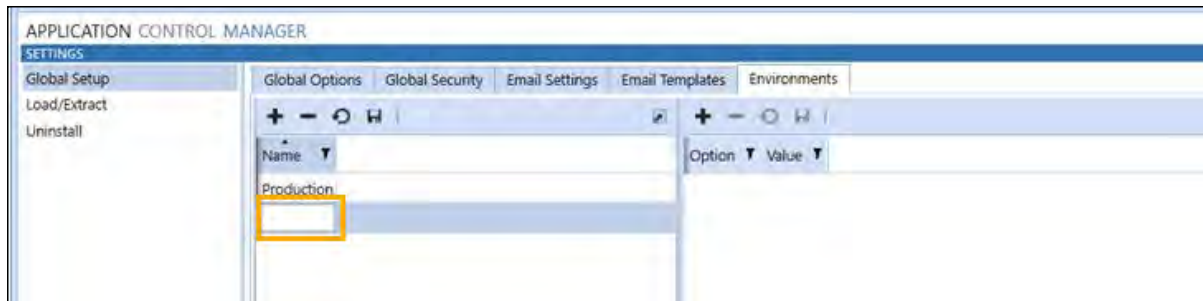 APPLICATION CONTROL MANAGER
SETTINGS
Global Setup
Load/Extract
Uninstall
Global Options Global Security Email Settings Email Templates Environments
Name
Production
Option Value